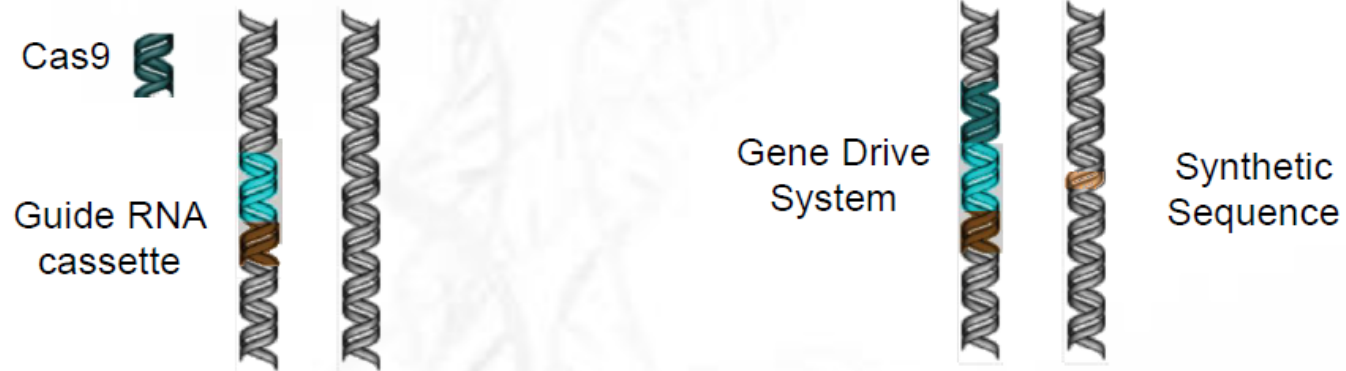 Cas9
Guide RNA
cassette
Gene Drive
System
Synthetic
Sequence